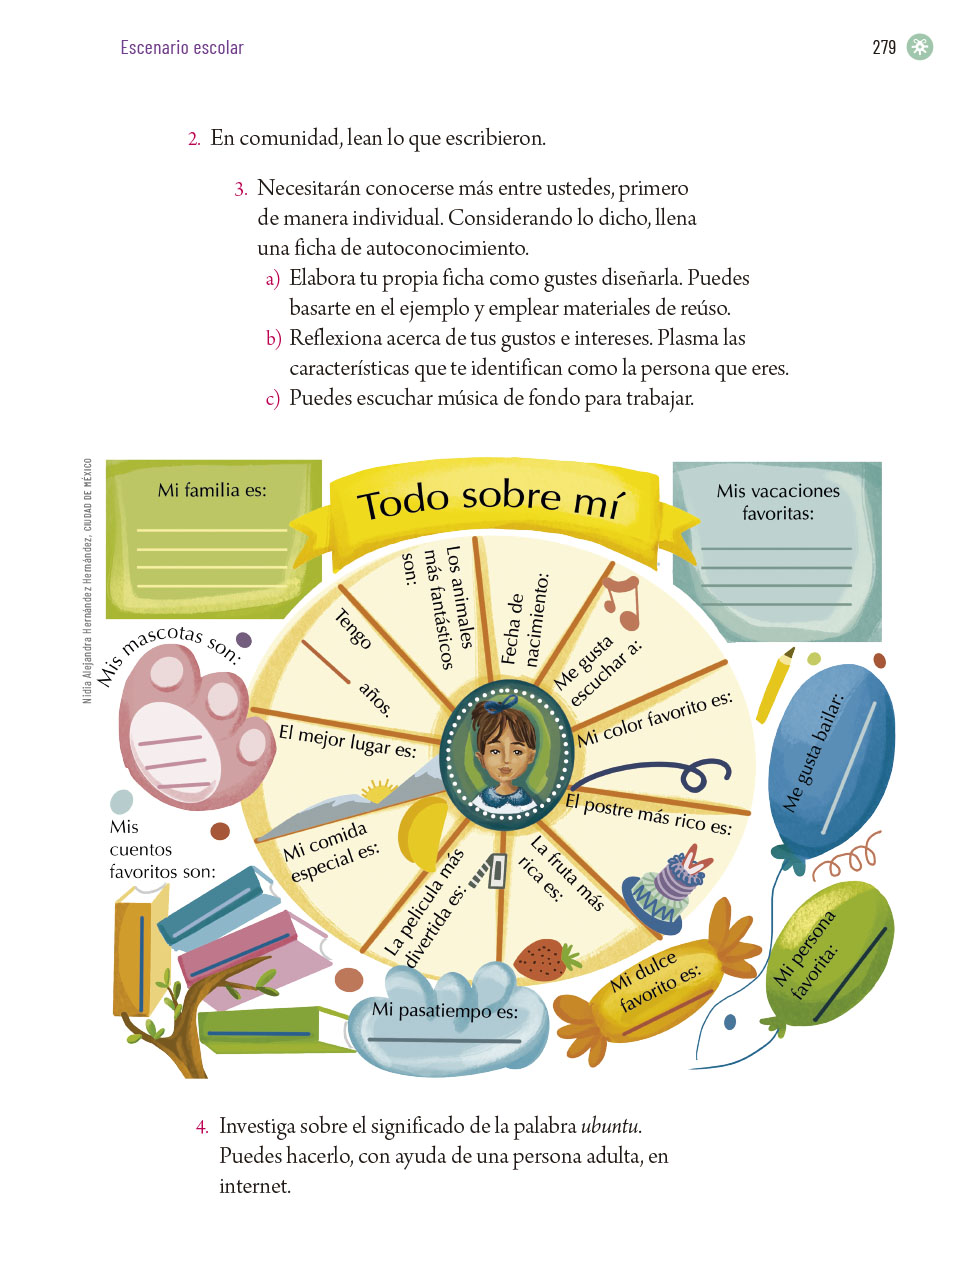 Escenario escolar
279
2. En comunidad, lean lo que escribieron.
3. Necesitarán conocerse más entre ustedes, primero
de manera individual. Considerando lo dicho, llena
una ficha de autoconocimiento.
a) Elabora tu propia ficha como gustes diseñarla. Puedes
basarte en el ejemplo y emplear materiales de reúso.
b) Reflexiona acerca de tus gustos e intereses. Plasma las
características que te identifican como la persona que eres.
c) Puedes escuchar música de fondo para trabajar.
Nidia Alejandra Hernández Hernández, CIUDAD DE MÉXICO
Mi familia es:
Todo sobre mí
Mis vacaciones
favoritas:
Los animales
más fantásticos
son:
Fecha de
nacimiento:
Me gusta
escuchar a:
Tengo
años.
Mis mascotas son:
Mi color favorito es:
El mejor lugar es:
Me gusta bailar:
El postre más rico es:
Mi comida
especial es:
La película más
divertida es:
La fruta más
rica es:
Mis
cuentos
favoritos son:
Mi persona
favorita:
Mi dulce
favorito es:
Mi pasatiempo es:
4. Investiga sobre el significado de la palabra ubuntu.
Puedes hacerlo, con ayuda de una persona adulta, en
internet.